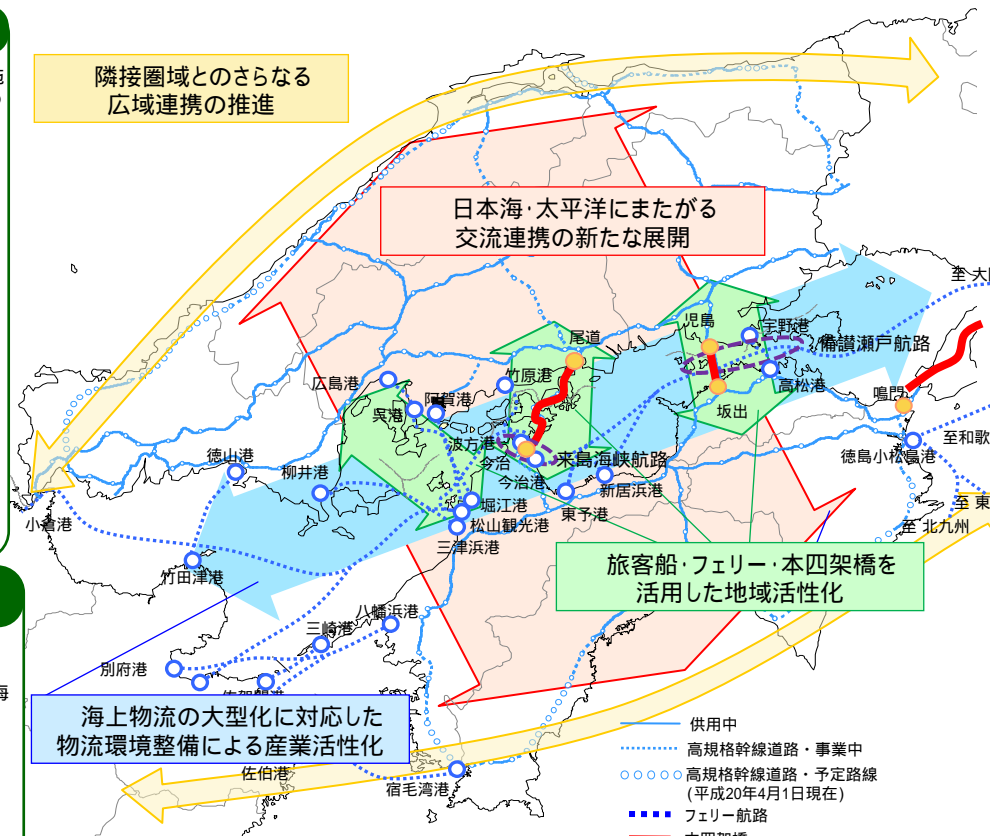 隣接圏域とのさらなる
広域連携の推進
日本海・太平洋にまたがる
交流連携の新たな展開
尾道
児島
宇野港
備讃瀬戸航路
高松港
坂出
鳴門
徳島小松島港
至和歌
至 北九州
広島港
呉港
阿賀港
竹原港
波方港
今治
今治港
来島海峡航路
新居浜港
東予港
堀江港
松山観光港
三津浜港
徳山港
柳井港
小倉港
竹田津港
旅客船・フェリー・本四架橋を
活用した地域活性化
八幡浜港
三崎港
別府港
海上物流の大型化に対応した
物流環境整備による産業活性化
佐伯港
宿毛湾港
供用中
高規格幹線道路・事業中
高規格幹線道路・予定路線
(平成20年4月1日現在)
フェリー航路